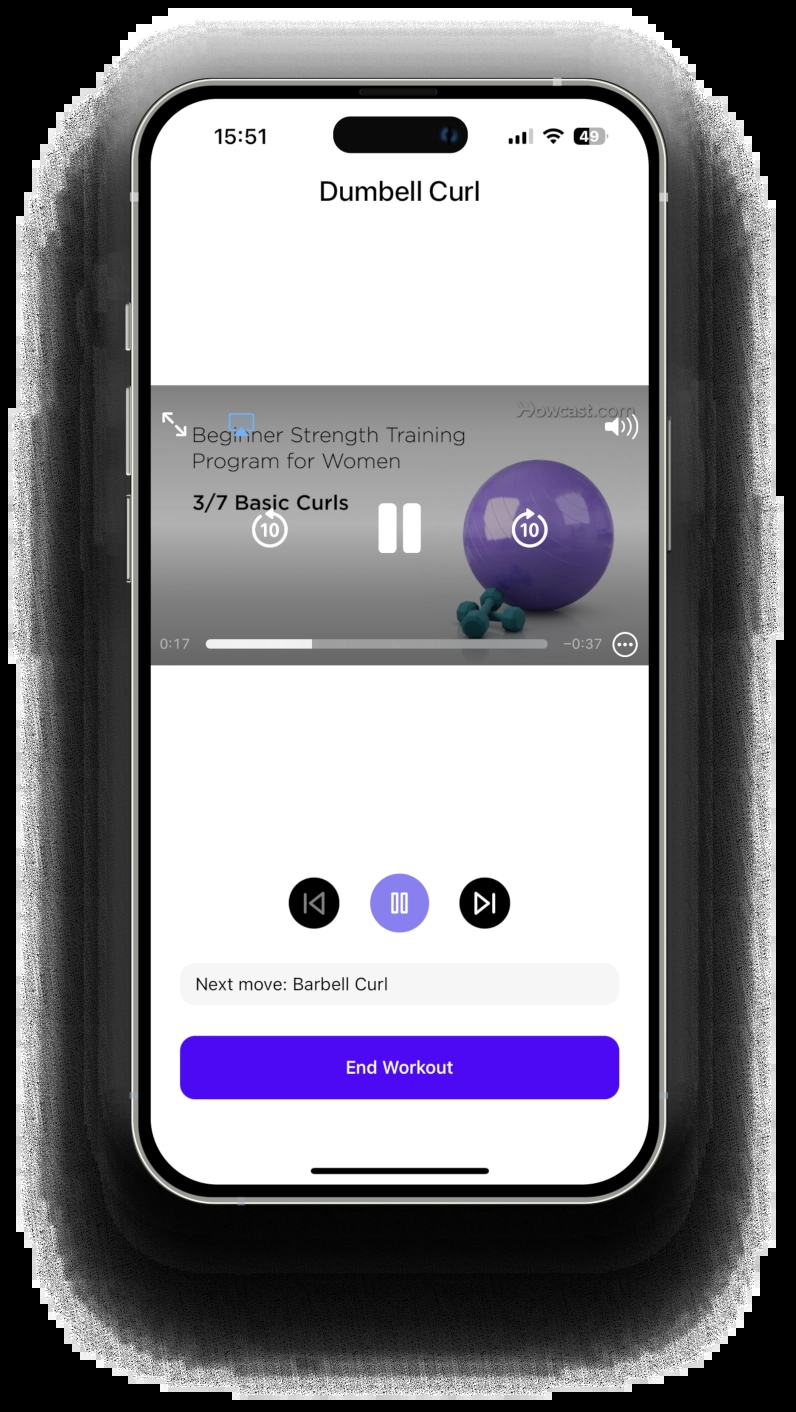 15:51
49
Dumbell Curl
Howcast.com
Beginner Strength Training
Program for Women
3/7 Basic Curls
10
10
0:17
−0:37
Next move: Barbell Curl
End Workout